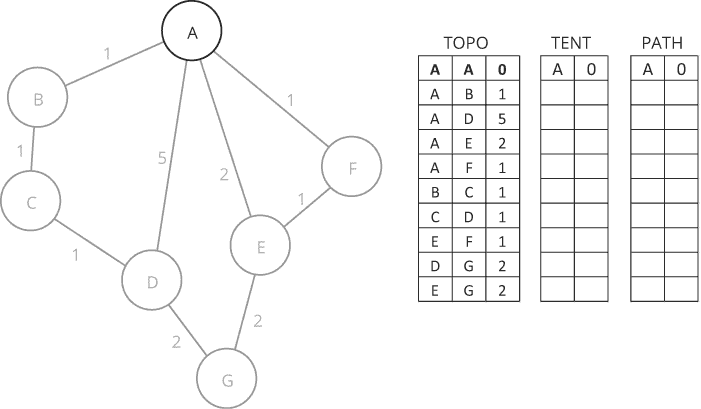 A
1
B
1
C
1
D
5
2
1
F
1
E
2
2
G
TOPO
A A 0
A B 1
A D 5
A E 2
A F 1
B C 1
C D 1
E F 1
D G 2
E G 2
TENT
A 0
PATH
A 0